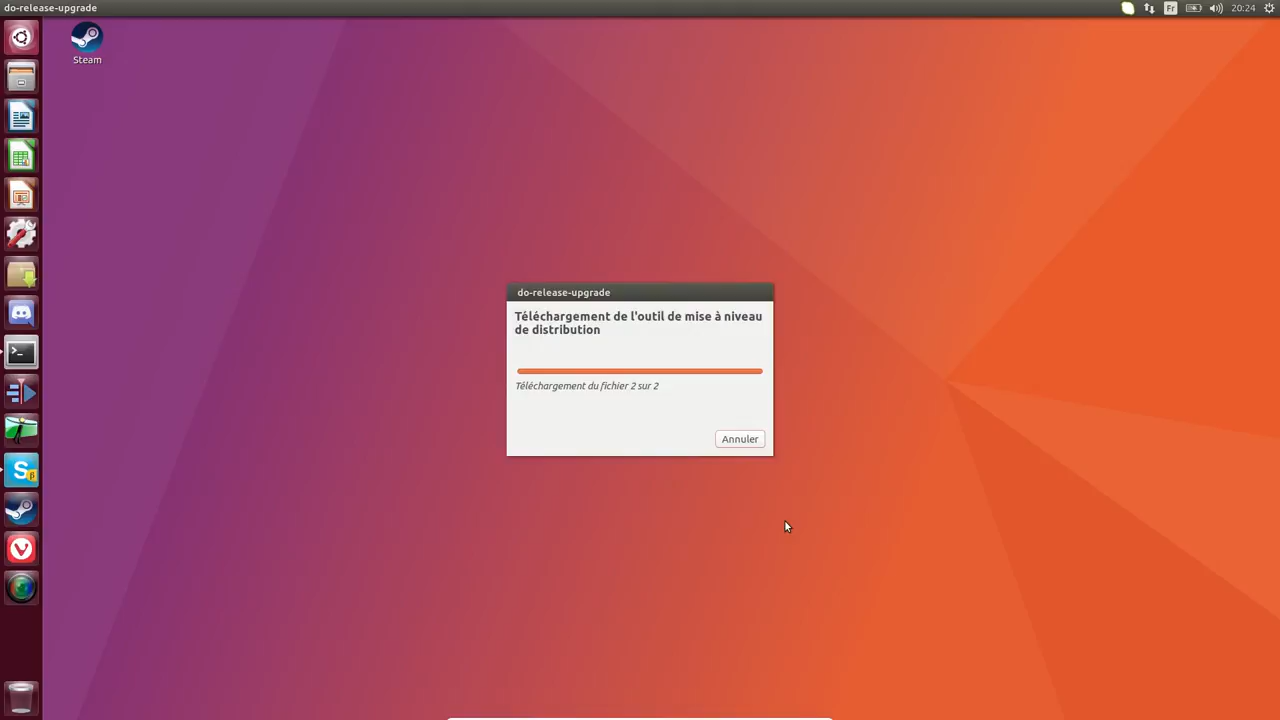 do-release-upgrade
Fr
20:24
Steam
do-release-upgrade
Téléchargement de l'outil de mise à niveau
de distribution
Téléchargement du fichier 2 sur 2
Annuler